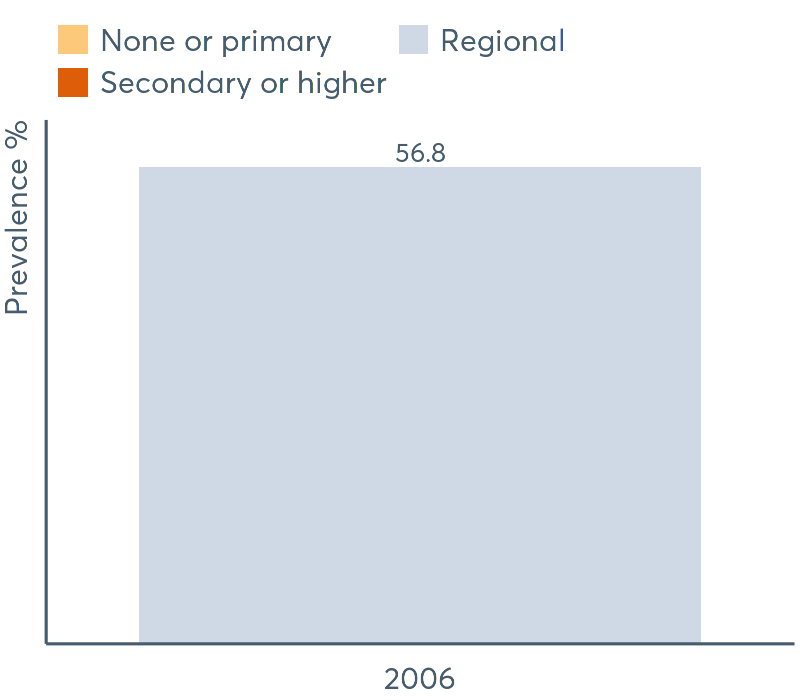 None or primary
Regional
Secondary or higher
Prevalence %
56.8
2006